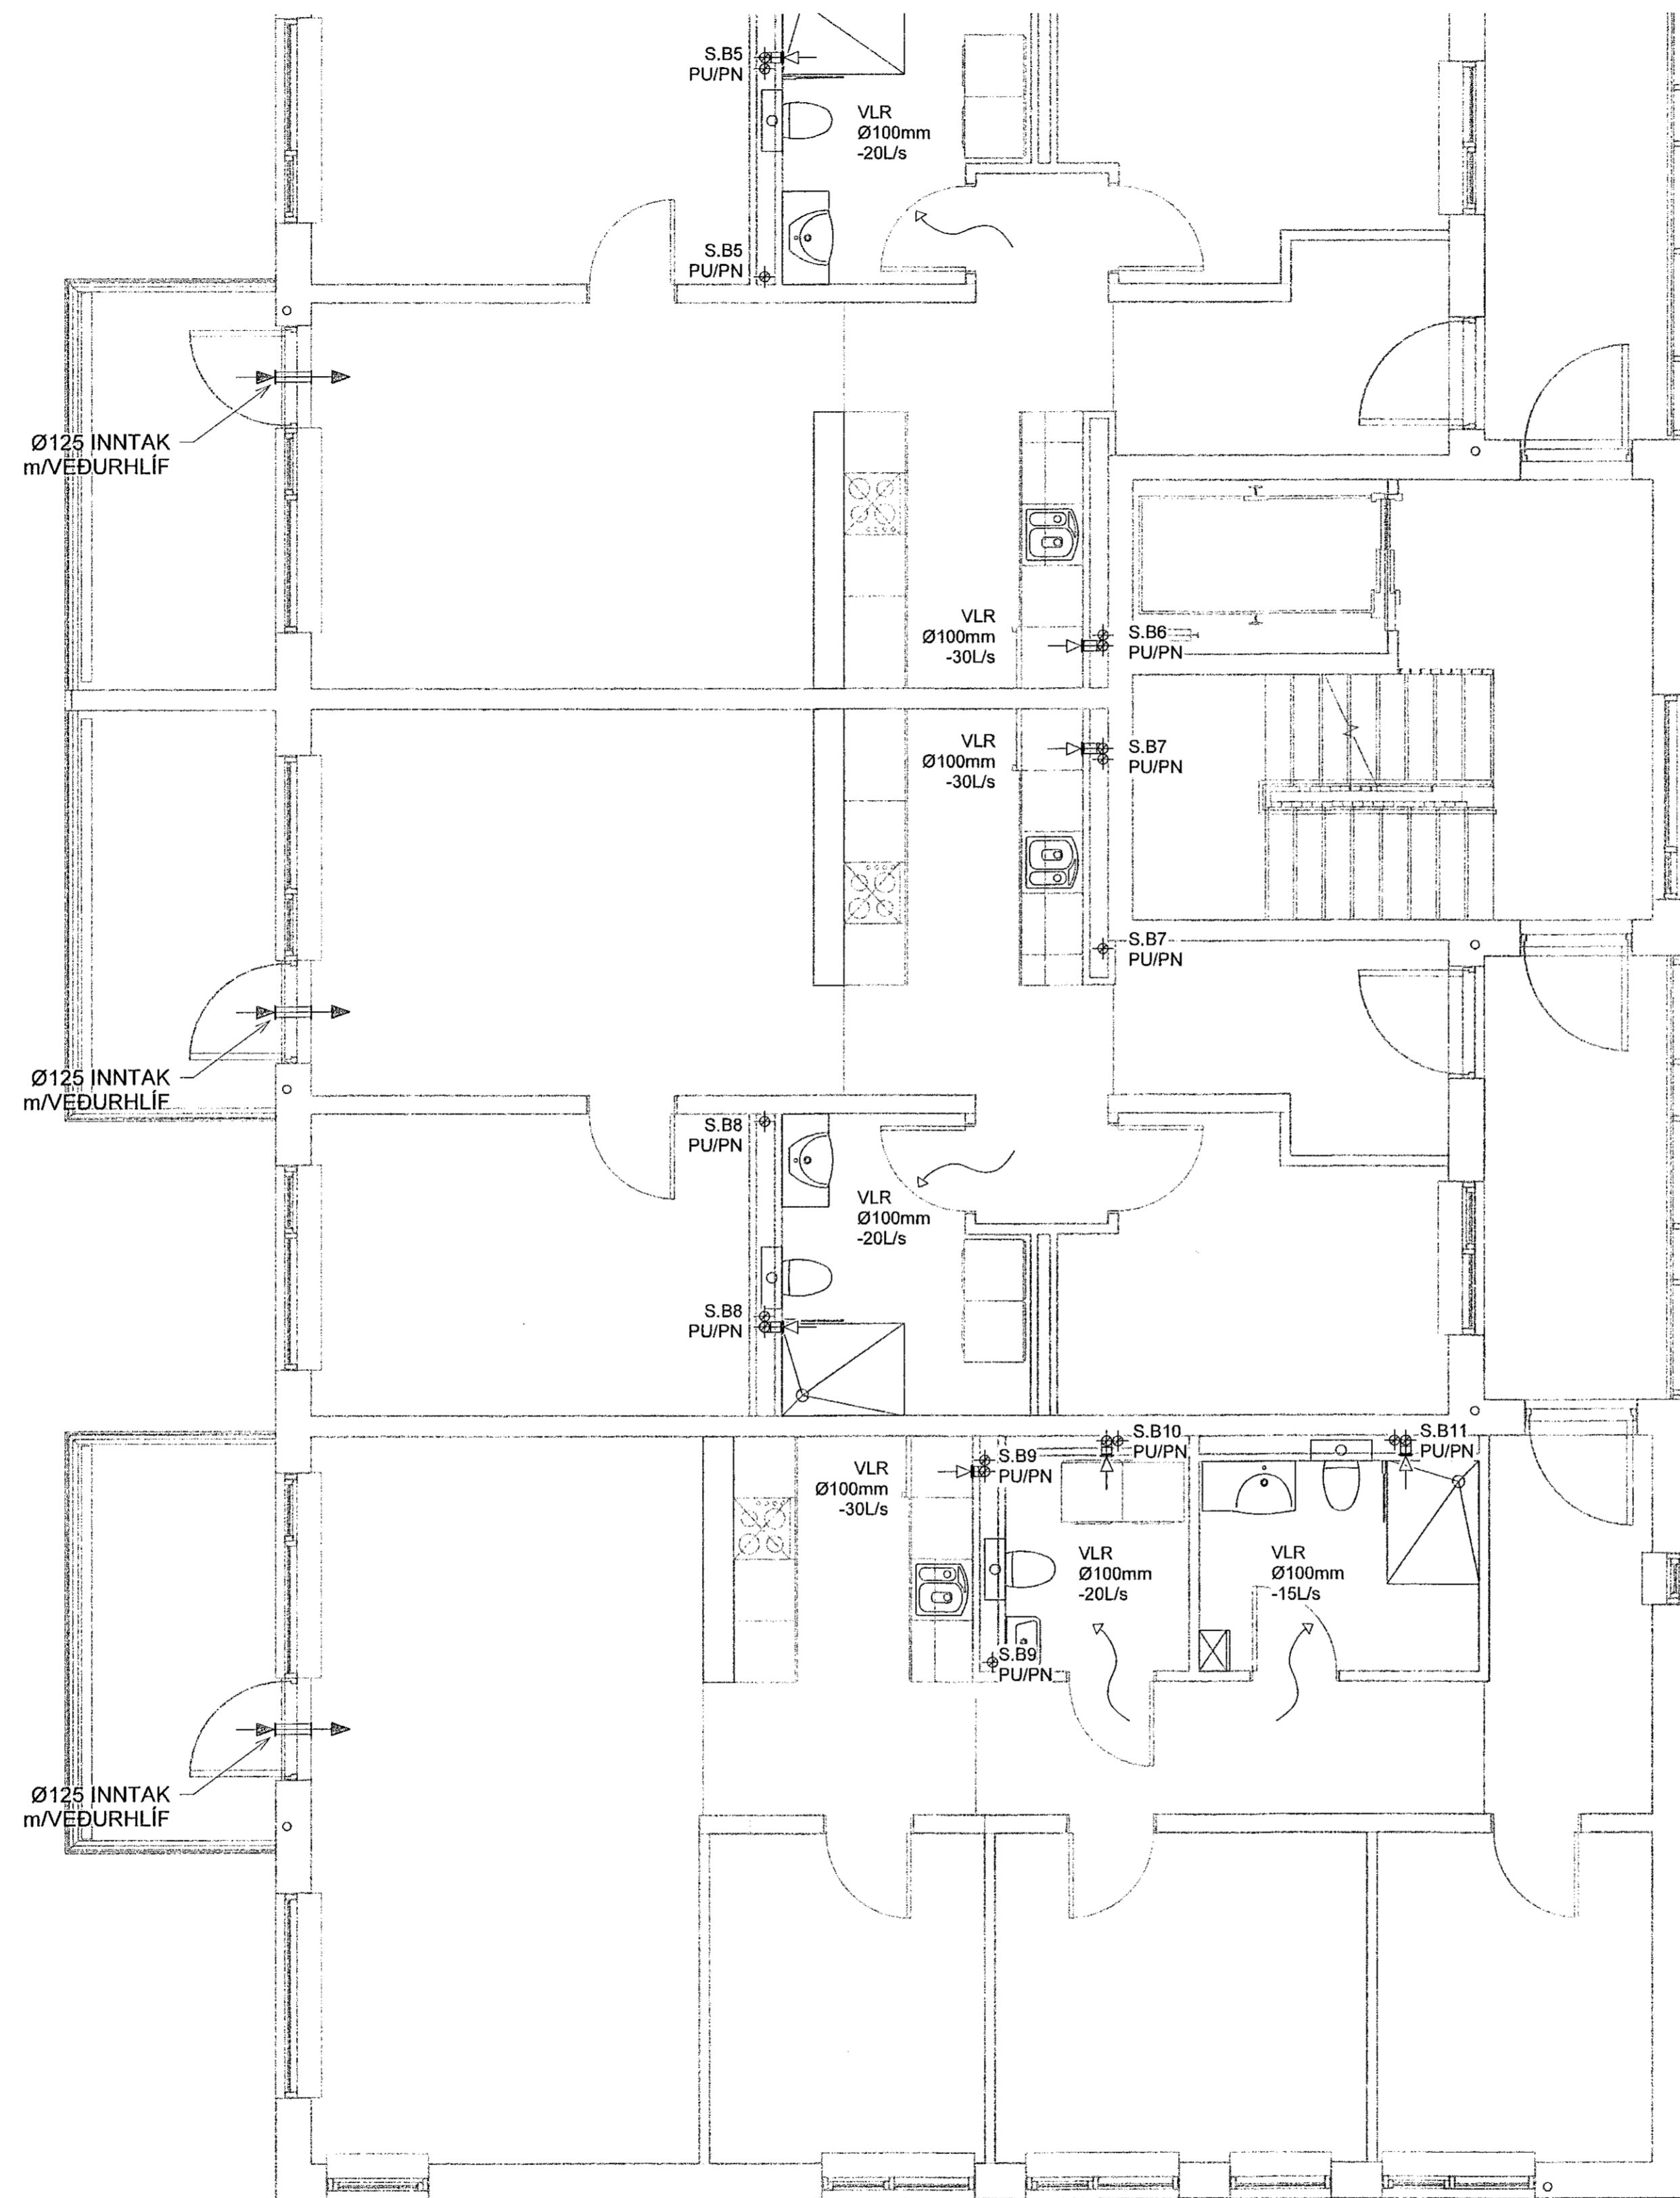 S.B5
PU/PN
VLR
Ø100mm
-20L/s
S.B5
PU/PN
Ø125 INNTAK
m/VEÐURHLÍF
VLR
Ø100mm
-30L/s
S.B6
PU/PN
VLR
Ø100mm
-30L/s
S.B7
PU/PN
S.B7
PU/PN
Ø125 INNTAK
m/VEÐURHLÍF
S.B8
PU/PN
VLR
Ø100mm
-20L/s
S.B8
PU/PN
VLR
Ø100mm
-30L/s
S.B9
PU/PN
S.B10
PU/PN
S.B11
PU/PN
VLR
Ø100mm
-20L/s
VLR
Ø100mm
-15L/s
S.B9
PU/PN
Ø125 INNTAK
m/VEÐURHLÍF